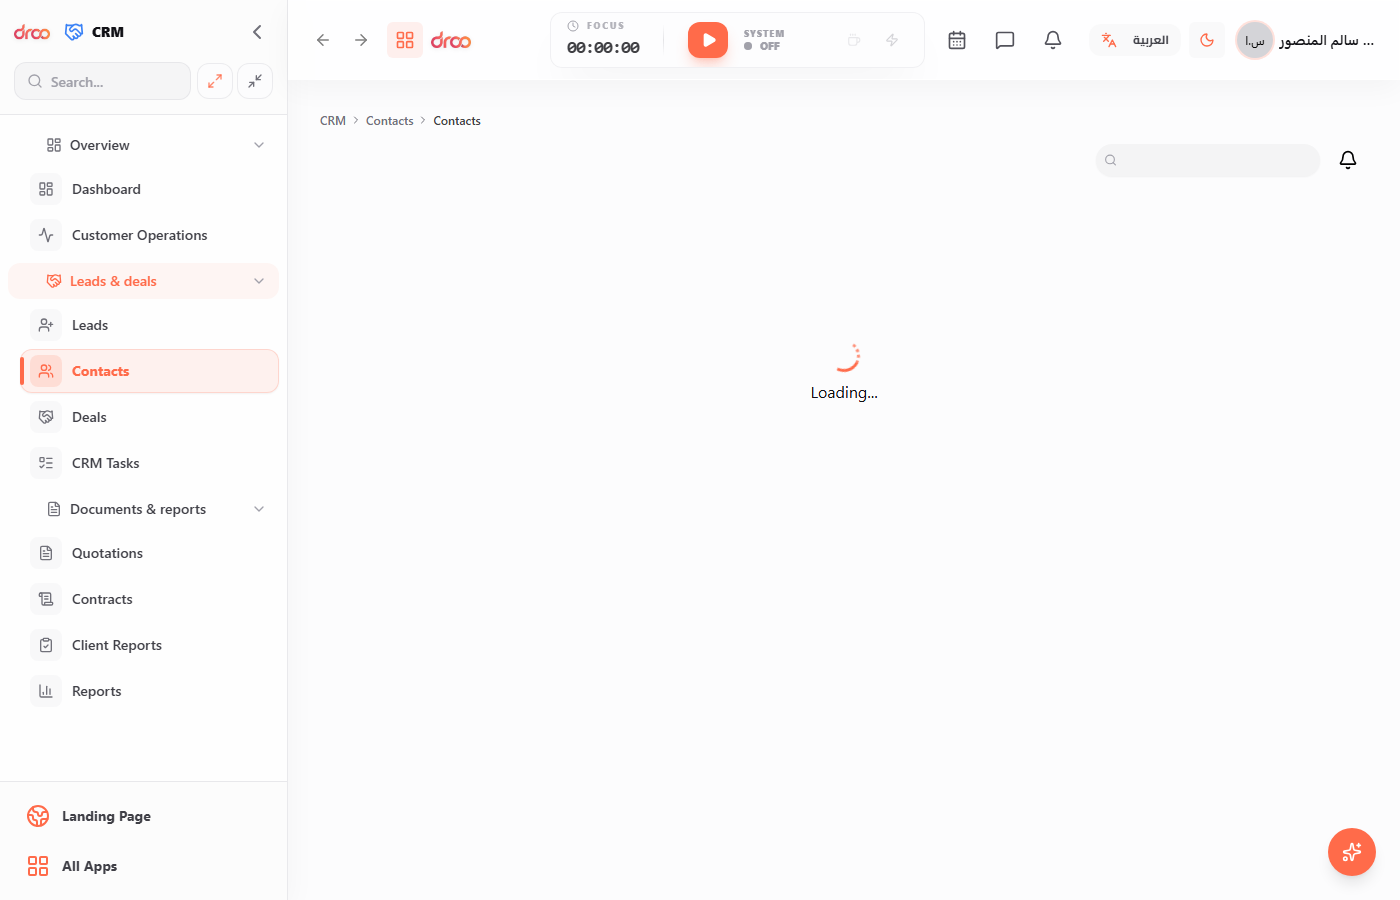 droo
CRM
Search...
Overview
Dashboard
Customer Operations
Leads & deals
Leads
Contacts
Deals
CRM Tasks
Documents & reports
Quotations
Contracts
Client Reports
Reports
Landing Page
All Apps
droo
FOCUS
00:00:00
SYSTEM
OFF
العربية
س.ا
سالم المنصور ...
CRM > Contacts > Contacts
Loading...